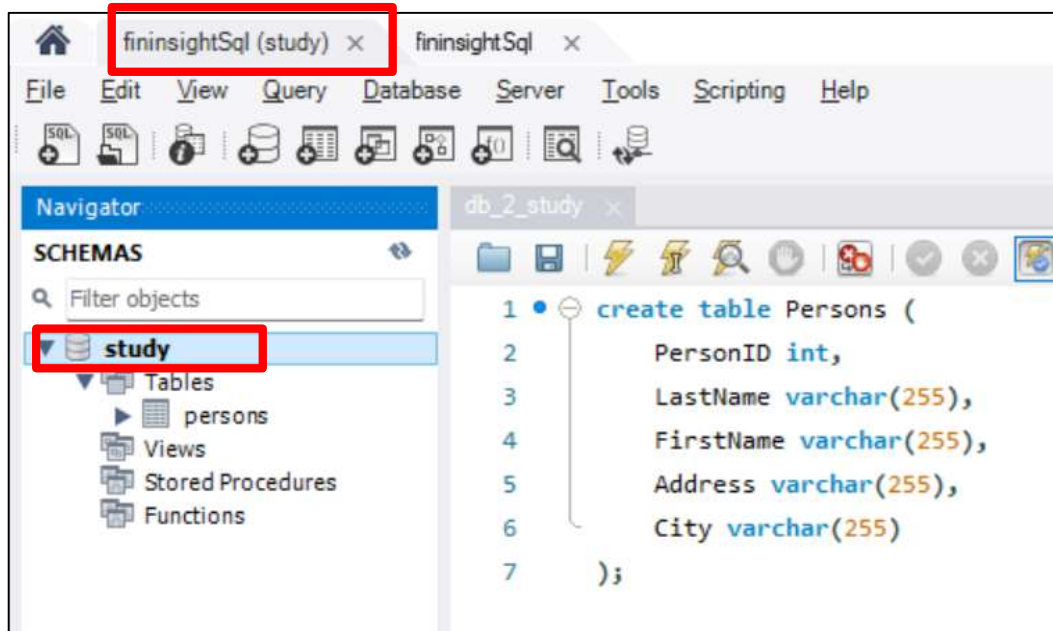 fininsightSql (study) × fininsightSql ×
File Edit View Query Database Server Tools Scripting Help
Navigator
SCHEMAS
Filter objects
study
Tables
persons
Views
Stored Procedures
Functions
db_2_study ×
1 create table Persons (
2 PersonID int,
3 LastName varchar(255),
4 FirstName varchar(255),
5 Address varchar(255),
6 City varchar(255)
7 );